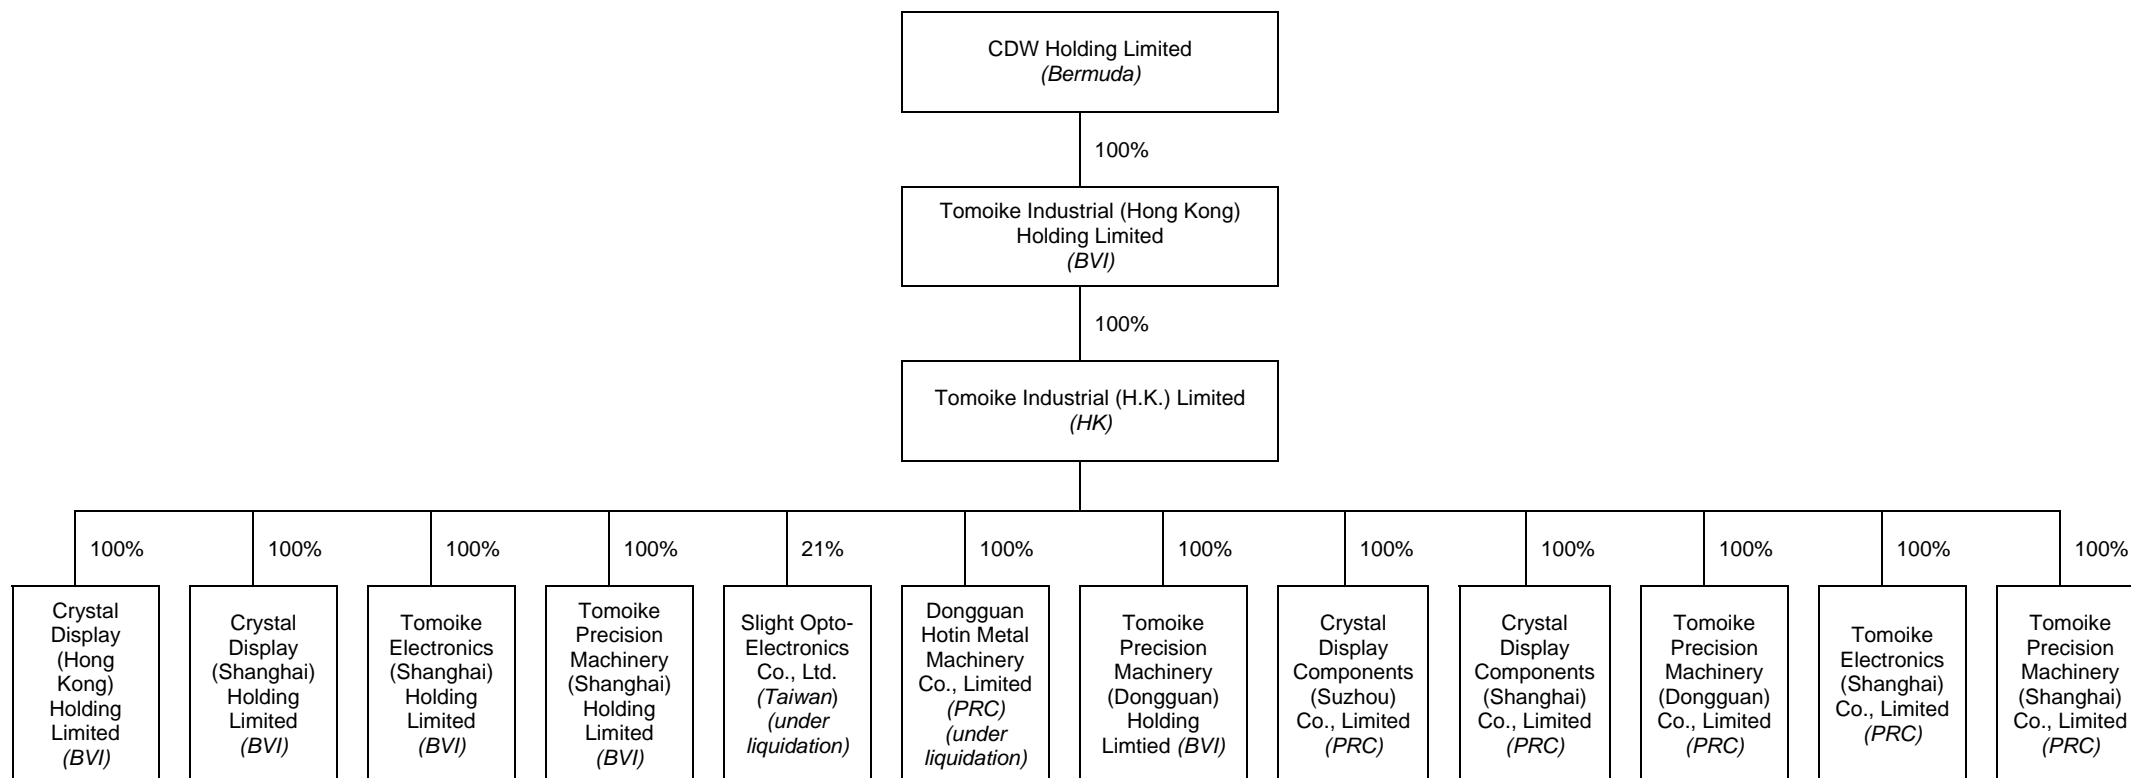 CDW Holding Limited
(Bermuda)
100%
Tomoike Industrial (Hong Kong)
Holding Limited
(BVI)
100%
Tomoike Industrial (H.K.) Limited
(HK)
100%
100%
100%
100%
21%
100%
100%
100%
100%
100%
100%
100%
Crystal
Display
(Hong
Kong)
Holding
Limited
(BVI)
Crystal
Display
(Shanghai)
Holding
Limited
(BVI)
Tomoike
Electronics
(Shanghai)
Holding
Limited
(BVI)
Tomoike
Precision
Machinery
(Shanghai)
Holding
Limited
(BVI)
Slight Opto-
Electronics
Co., Ltd.
(Taiwan)
(under
liquidation)
Dongguan
Hotin Metal
Machinery
Co., Limited
(PRC)
(under
liquidation)
Tomoike
Precision
Machinery
(Dongguan)
Holding
Limtied (BVI)
Crystal
Display
Components
(Suzhou)
Co., Limited
(PRC)
Crystal
Display
Components
(Shanghai)
Co., Limited
(PRC)
Tomoike
Precision
Machinery
(Dongguan)
Co., Limited
(PRC)
Tomoike
Electronics
(Shanghai)
Co., Limited
(PRC)
Tomoike
Precision
Machinery
(Shanghai)
Co., Limited
(PRC)